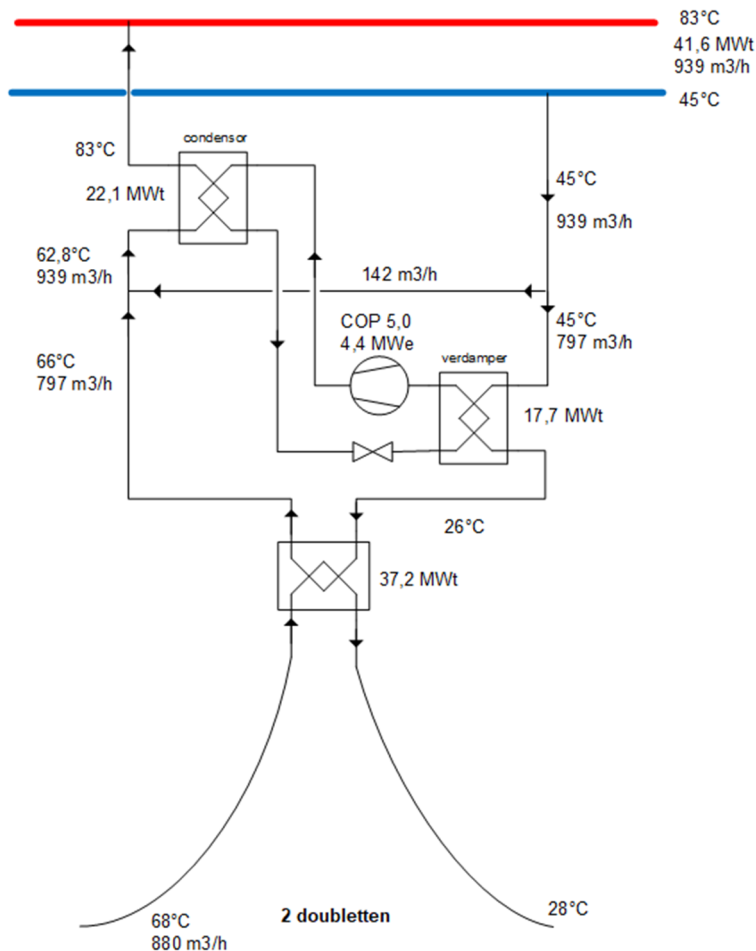 83°C
41,6 MWt
939 m3/h
45°C
condensor
83°C
22,1 MWt
45°C
939 m3/h
62,8°C
939 m3/h
142 m3/h
COP 5,0
4,4 MWe
45°C
797 m3/h
verdamper
66°C
797 m3/h
17,7 MWt
26°C
37,2 MWt
68°C
880 m3/h
2 doubletten
28°C